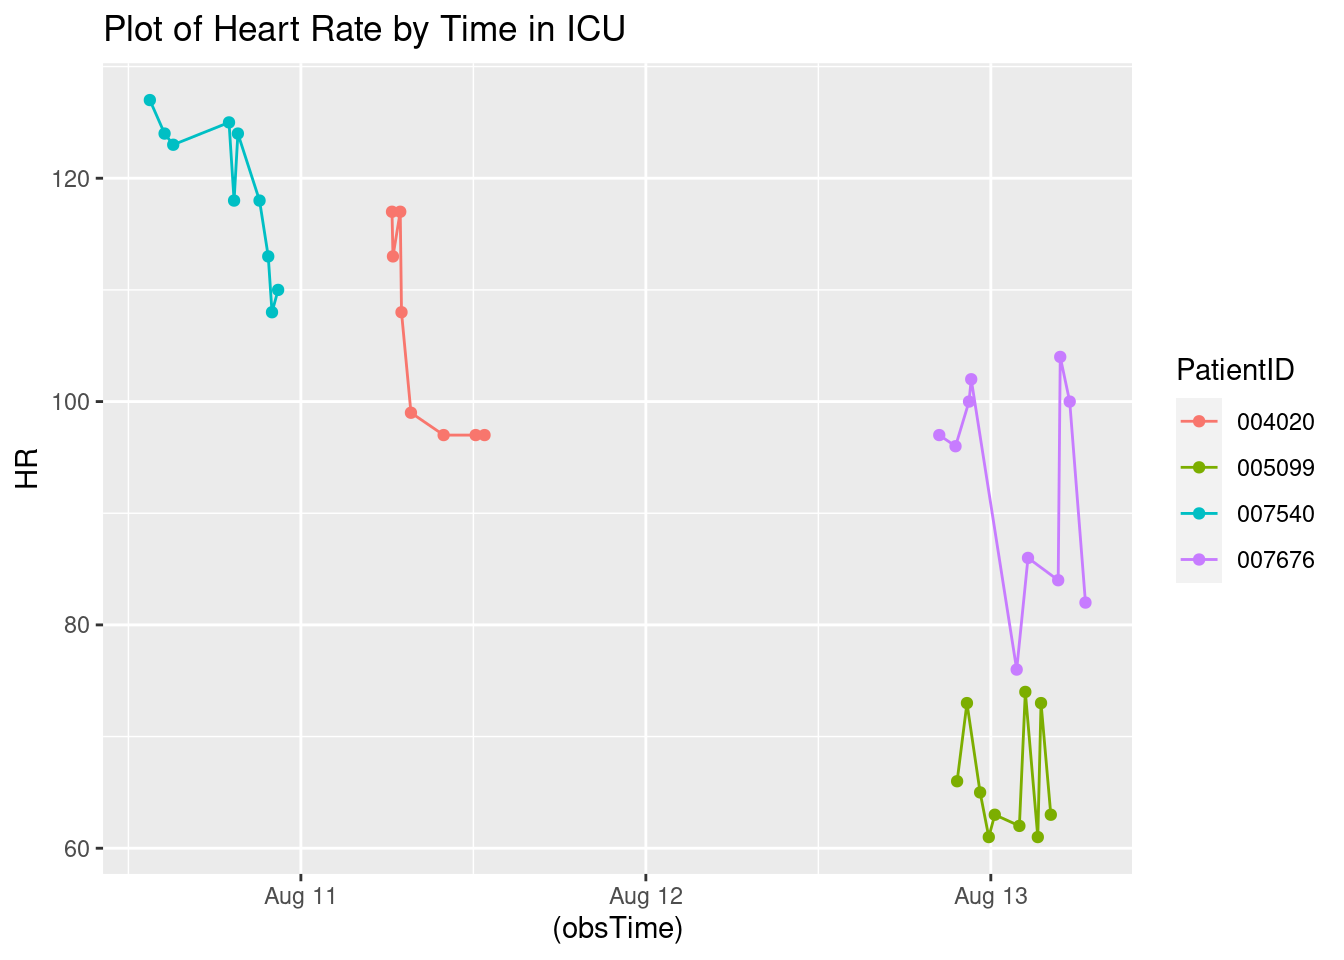 Plot of Heart Rate by Time in ICU
120
100
80
60
HR
Aug 11 Aug 12 Aug 13
(obsTime)
PatientID
004020
005099
007540
007676